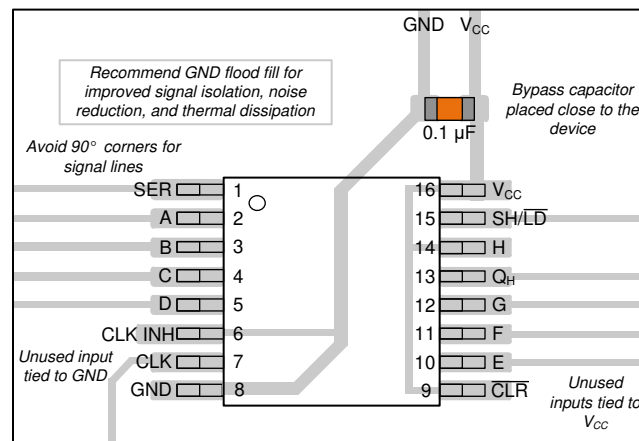 GND VCC
Recommend GND flood fill for
improved signal isolation, noise
reduction, and thermal dissipation
Bypass capacitor
placed close to the
device
0.1 µF
Avoid 90° corners for
signal lines
SER 1 16 VCC
A 2 15 SH/L̅D̅
B 3 14 H
C 4 13 QH
D 5 12 G
CLK INH 6 11 F
Unused input
tied to GND
CLK 7 10 E
GND 8 9 C̅L̅R̅
Unused
inputs tied to
VCC